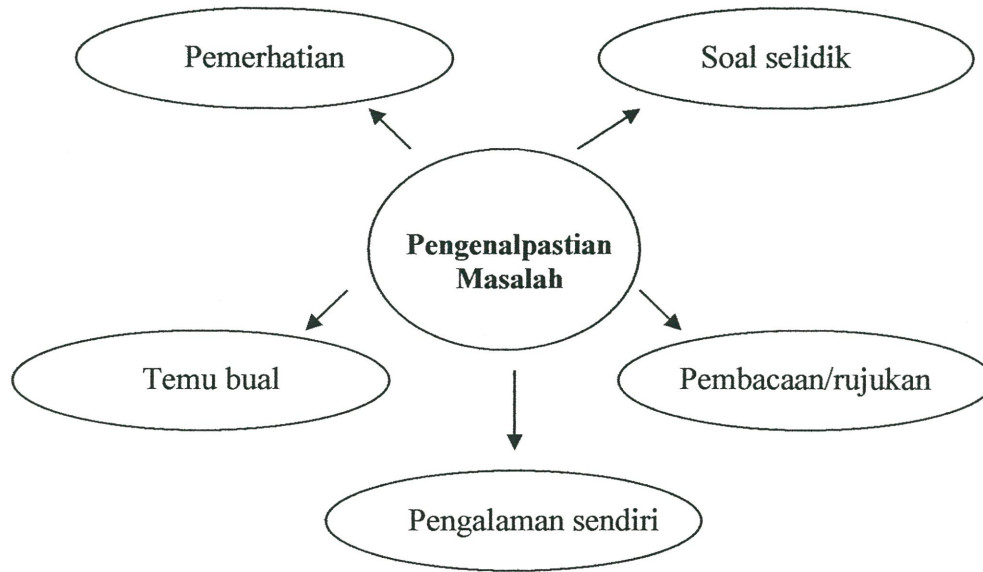 Pemerhatian
Soal selidik
Pengenalpastian
Masalah
Temu bual
Pembacaan/rujukan
Pengalaman sendiri